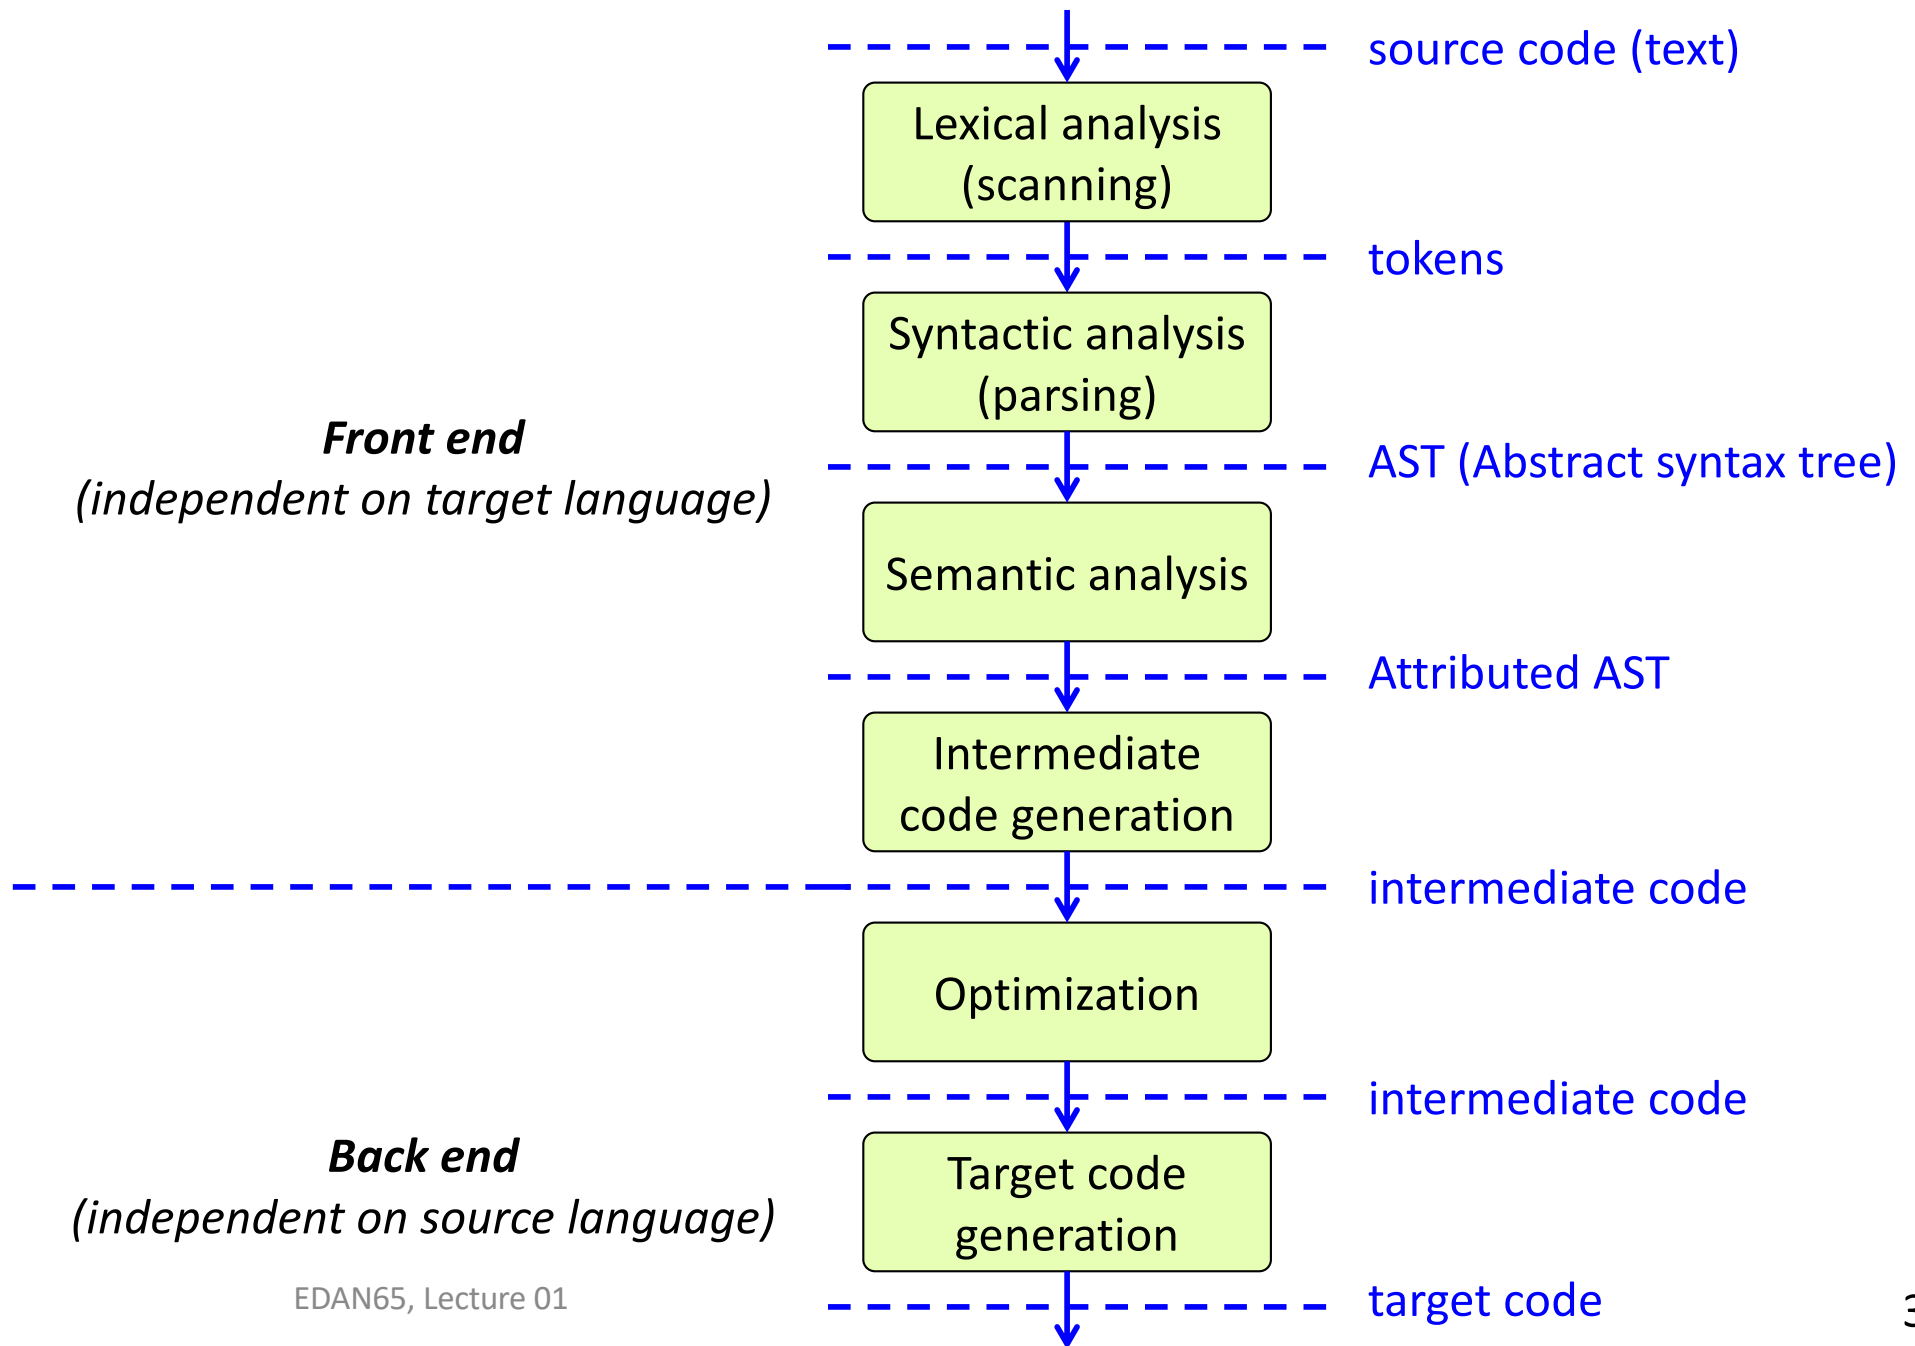 source code (text)
Lexical analysis
(scanning)
tokens
Syntactic analysis
(parsing)
Front end
(independent on target language)
AST (Abstract syntax tree)
Semantic analysis
Attributed AST
Intermediate
code generation
intermediate code
Optimization
intermediate code
Back end
(independent on source language)
Target code
generation
EDAN65, Lecture 01
target code